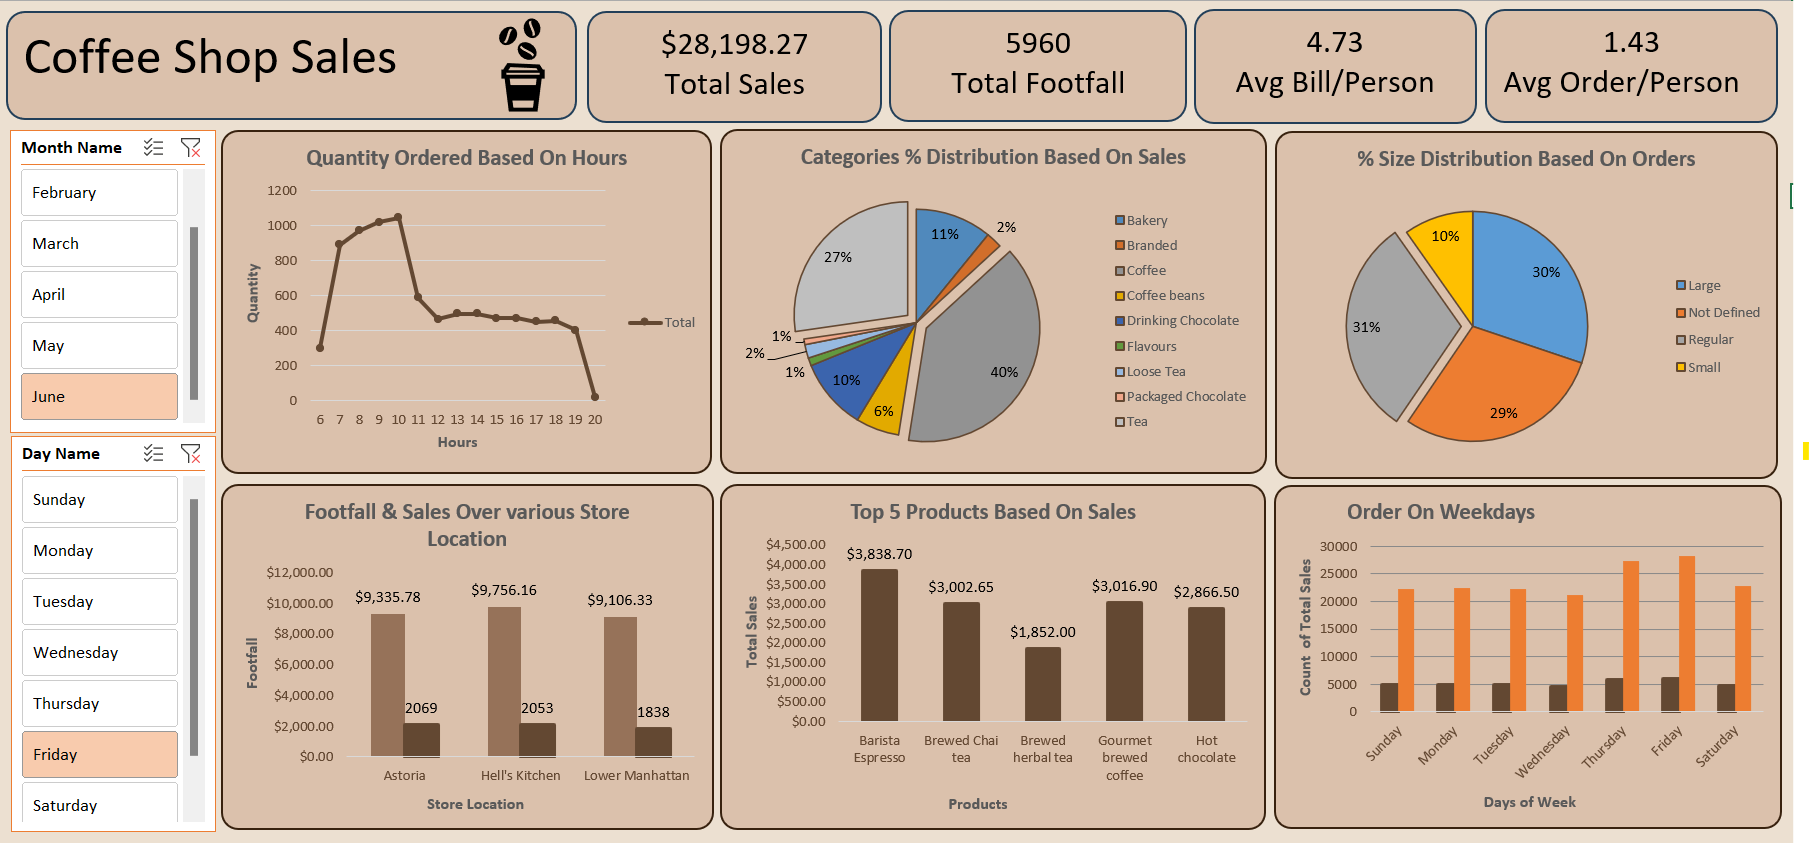 Coffee Shop Sales
$28,198.27
Total Sales
5960
Total Footfall
4.73
Avg Bill/Person
1.43
Avg Order/Person
Month Name
February
March
April
May
June
Day Name
Sunday
Monday
Tuesday
Wednesday
Thursday
Friday
Saturday
Quantity Ordered Based On Hours
Quantity
1200
1000
800
600
400
200
0
6 7 8 9 10 11 12 13 14 15 16 17 18 19 20
Hours
Total
Categories % Distribution Based On Sales
11%
2%
40%
6%
10%
1%
2%
1%
27%
Bakery
Branded
Coffee
Coffee beans
Drinking Chocolate
Flavours
Loose Tea
Packaged Chocolate
Tea
% Size Distribution Based On Orders
30%
29%
31%
10%
Large
Not Defined
Regular
Small
Footfall & Sales Over various Store
Location
Footfall
$12,000.00
$10,000.00
$8,000.00
$6,000.00
$4,000.00
$2,000.00
$0.00
$9,335.78
2069
$9,756.16
2053
$9,106.33
1838
Astoria
Hell's Kitchen
Lower Manhattan
Store Location
Top 5 Products Based On Sales
Total Sales
$4,500.00
$4,000.00
$3,500.00
$3,000.00
$2,500.00
$2,000.00
$1,500.00
$1,000.00
$500.00
$0.00
$3,838.70
$3,002.65
$1,852.00
$3,016.90
$2,866.50
Barista
Espresso
Brewed Chai
tea
Brewed
herbal tea
Gourmet
brewed
coffee
Hot
chocolate
Products
Order On Weekdays
Count of Total Sales
30000
25000
20000
15000
10000
5000
0
Sunday
Monday
Tuesday
Wednesday
Thursday
Friday
Saturday
Days of Week